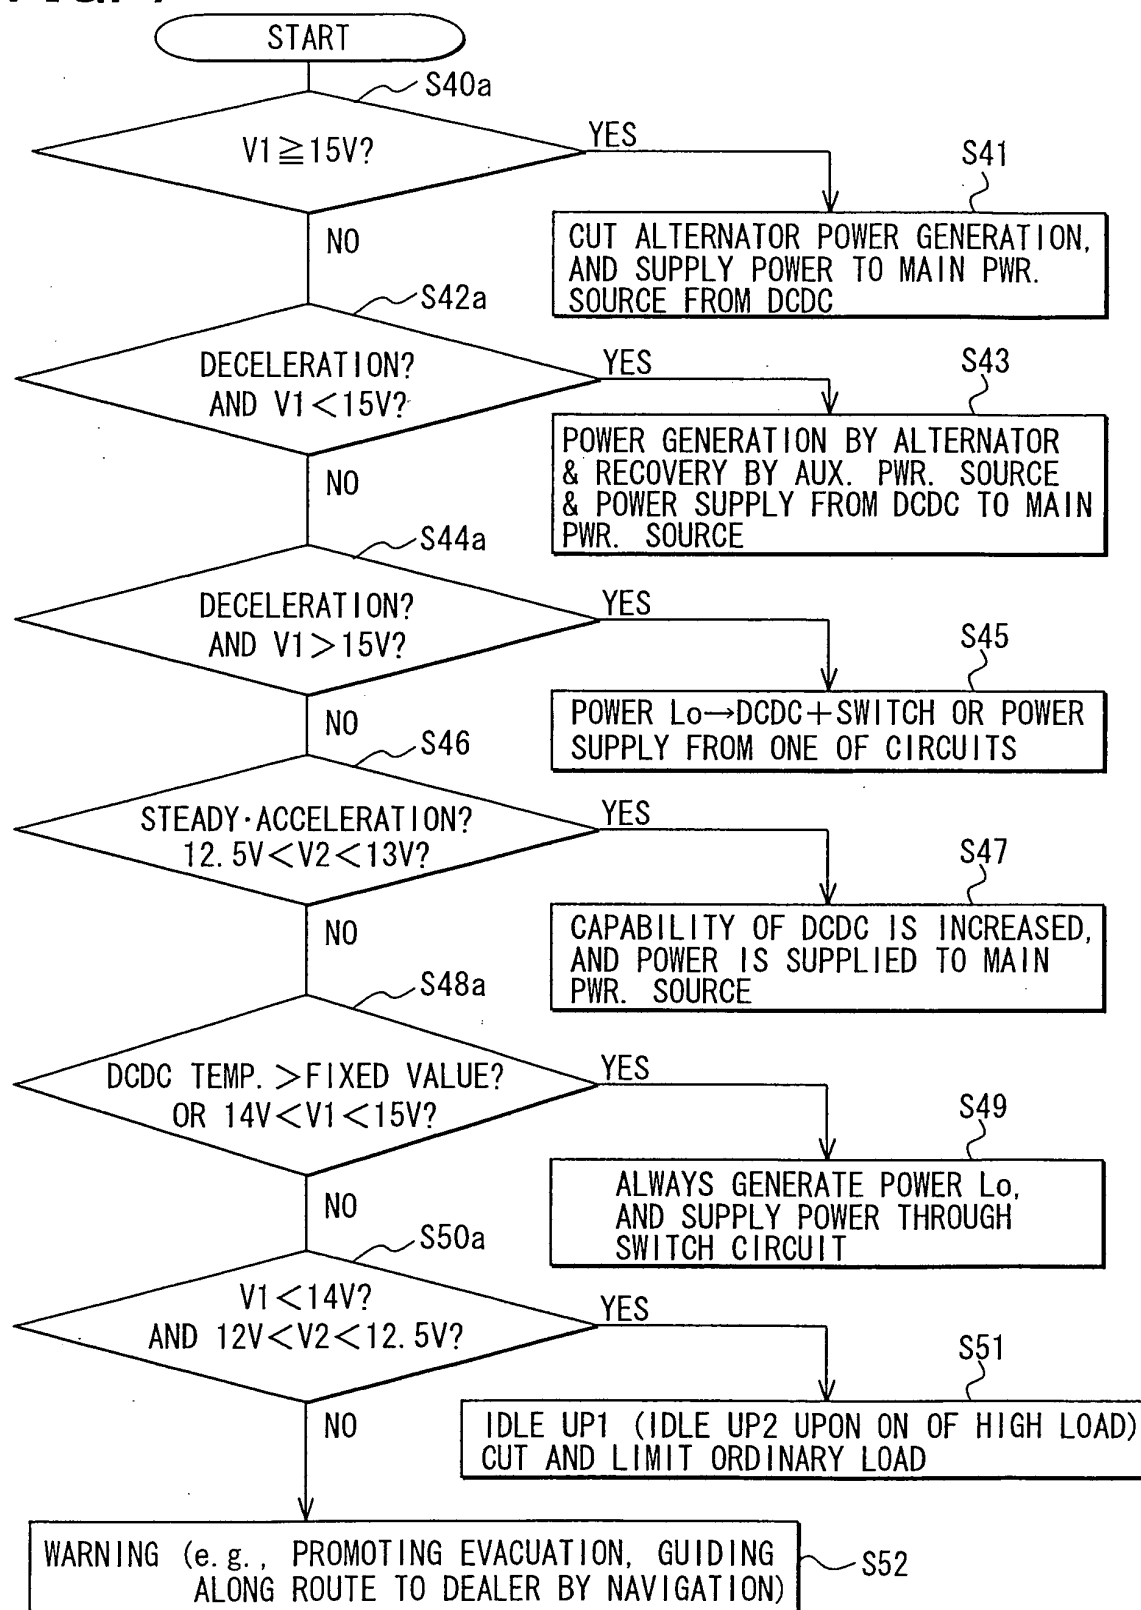 START
S40a
V1≧15V?
YES
S41
CUT ALTERNATOR POWER GENERATION,
AND SUPPLY POWER TO MAIN PWR.
SOURCE FROM DCDC
NO
S42a
DECELERATION?
AND V1<15V?
YES
S43
POWER GENERATION BY ALTERNATOR
& RECOVERY BY AUX. PWR. SOURCE
& POWER SUPPLY FROM DCDC TO MAIN
PWR. SOURCE
NO
S44a
DECELERATION?
AND V1>15V?
YES
S45
POWER Lo→DCDC+SWITCH OR POWER
SUPPLY FROM ONE OF CIRCUITS
NO
S46
STEADY·ACCELERATION?
12.5V<V2<13V?
YES
S47
CAPABILITY OF DCDC IS INCREASED,
AND POWER IS SUPPLIED TO MAIN
PWR. SOURCE
NO
S48a
DCDC TEMP. >FIXED VALUE?
OR 14V<V1<15V?
YES
S49
ALWAYS GENERATE POWER Lo,
AND SUPPLY POWER THROUGH
SWITCH CIRCUIT
NO
S50a
V1<14V?
AND 12V<V2<12.5V?
YES
S51
IDLE UP1 (IDLE UP2 UPON ON OF HIGH LOAD)
CUT AND LIMIT ORDINARY LOAD
NO
WARNING (e.g., PROMOTING EVACUATION, GUIDING
ALONG ROUTE TO DEALER BY NAVIGATION)
S52